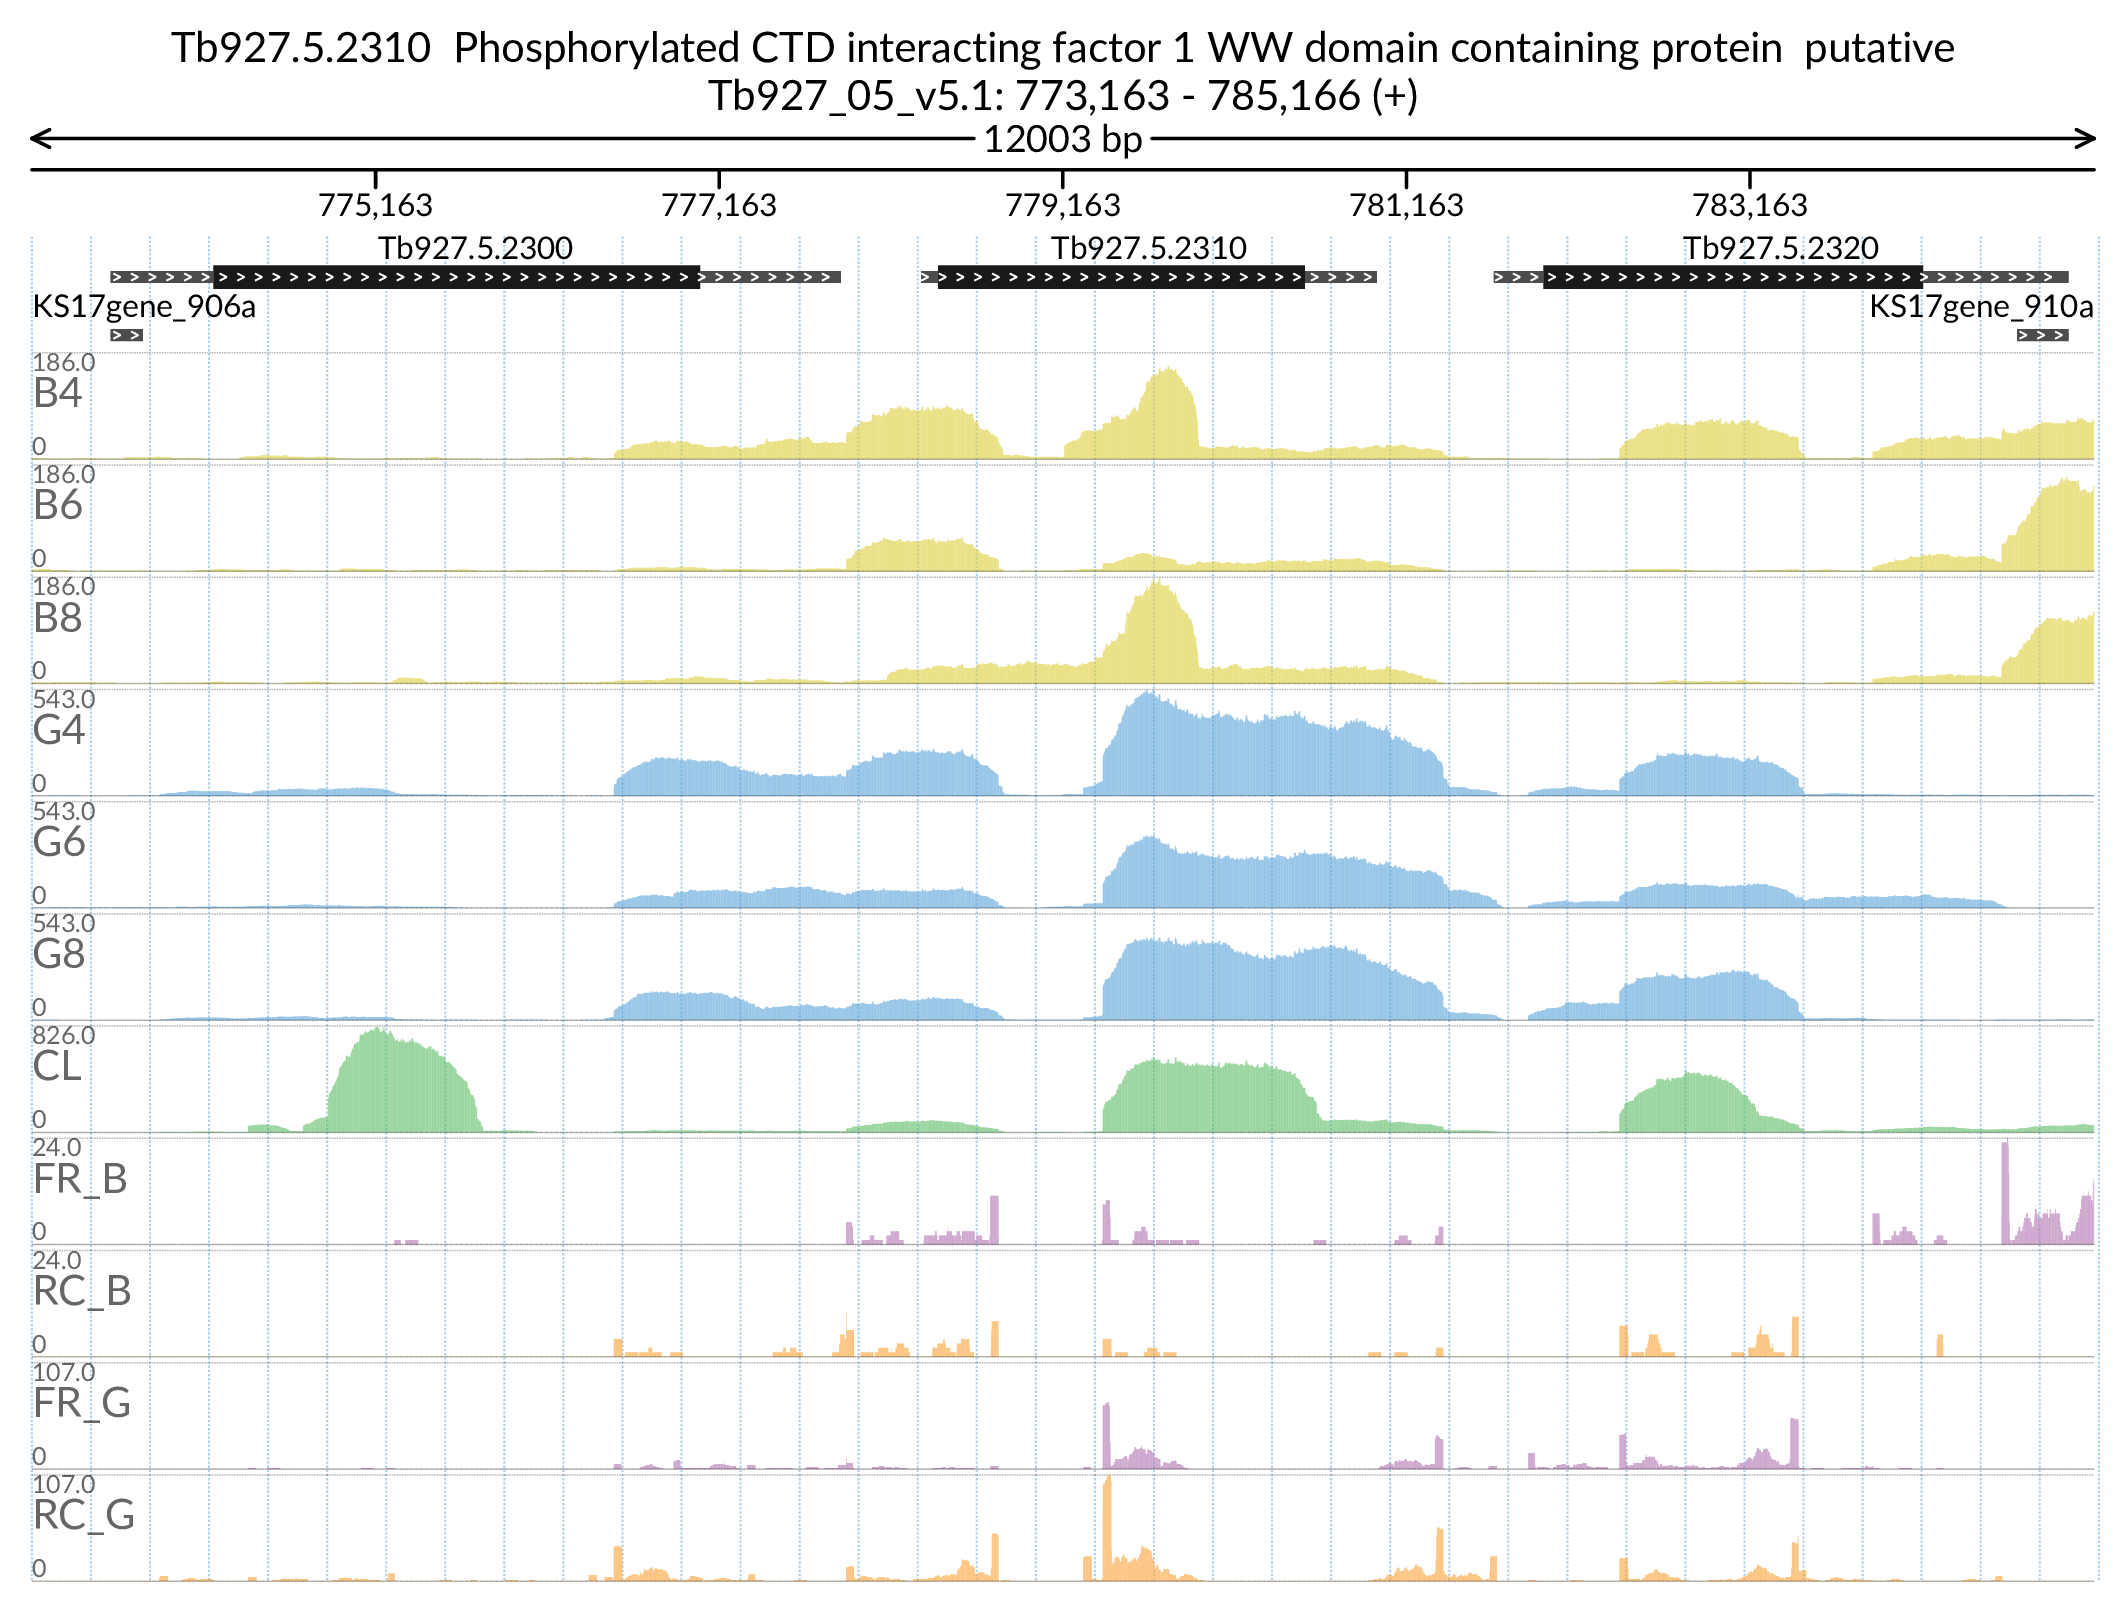 Tb927.5.2310  Phosphorylated CTD interacting factor 1 WW domain containing protein  putative
Tb927_05_v5.1: 773,163 - 785,166 (+)
12003 bp
775,163 777,163 779,163 781,163 783,163
Tb927.5.2300 Tb927.5.2310 Tb927.5.2320
KS17gene_906a KS17gene_910a
186.0
B4
0
186.0
B6
0
186.0
B8
0
543.0
G4
0
543.0
G6
0
543.0
G8
0
826.0
CL
0
24.0
FR_B
0
24.0
RC_B
0
107.0
FR_G
0
107.0
RC_G
0